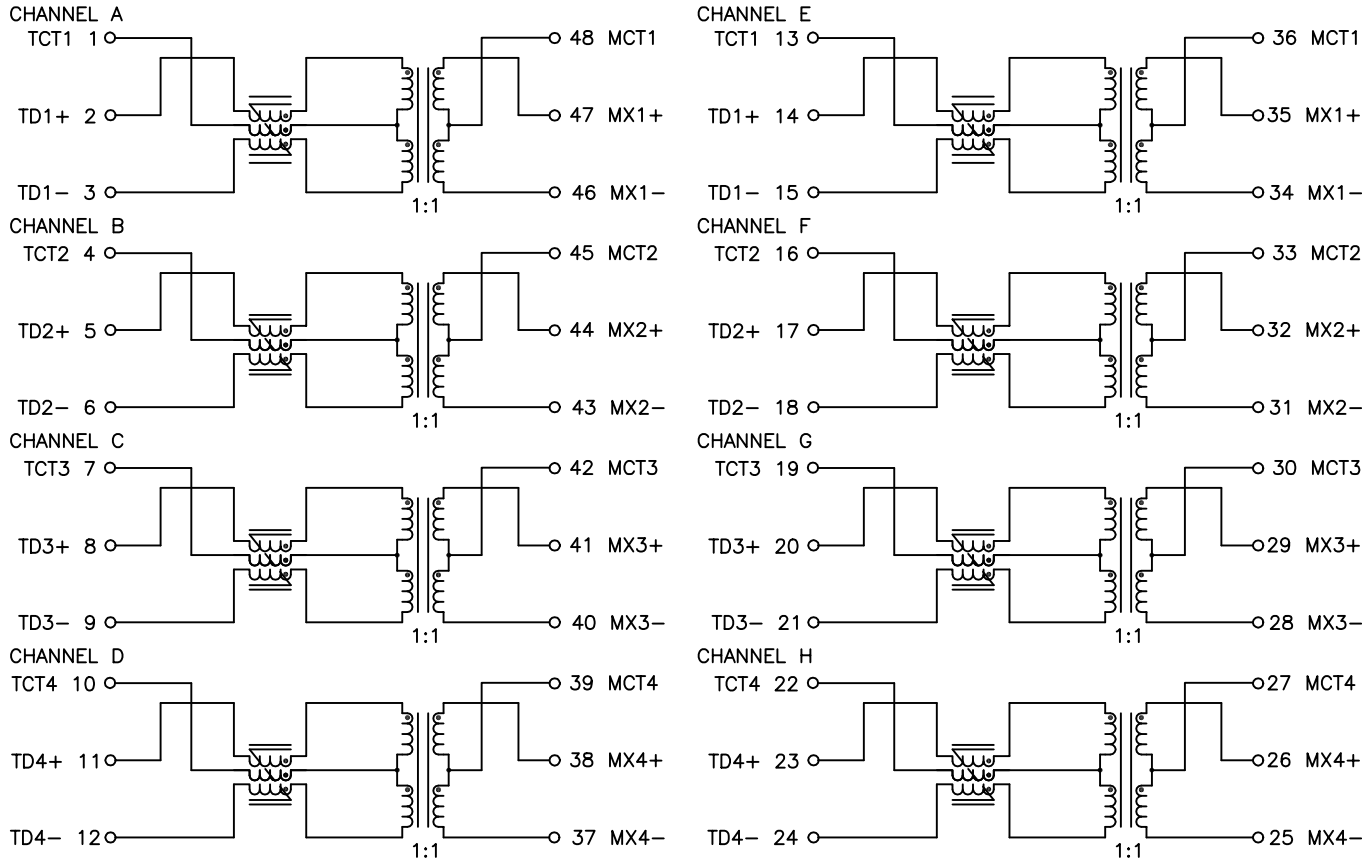 CHANNEL A
TCT1 1
48 MCT1
TD1+ 2
47 MX1+
TD1− 3
46 MX1−
1:1
CHANNEL B
TCT2 4
45 MCT2
TD2+ 5
44 MX2+
TD2− 6
43 MX2−
1:1
CHANNEL C
TCT3 7
42 MCT3
TD3+ 8
41 MX3+
TD3− 9
40 MX3−
1:1
CHANNEL D
TCT4 10
39 MCT4
TD4+ 11
38 MX4+
TD4− 12
37 MX4−
1:1
CHANNEL E
TCT1 13
36 MCT1
TD1+ 14
35 MX1+
TD1− 15
34 MX1−
1:1
CHANNEL F
TCT2 16
33 MCT2
TD2+ 17
32 MX2+
TD2− 18
31 MX2−
1:1
CHANNEL G
TCT3 19
30 MCT3
TD3+ 20
29 MX3+
TD3− 21
28 MX3−
1:1
CHANNEL H
TCT4 22
27 MCT4
TD4+ 23
26 MX4+
TD4− 24
25 MX4−
1:1